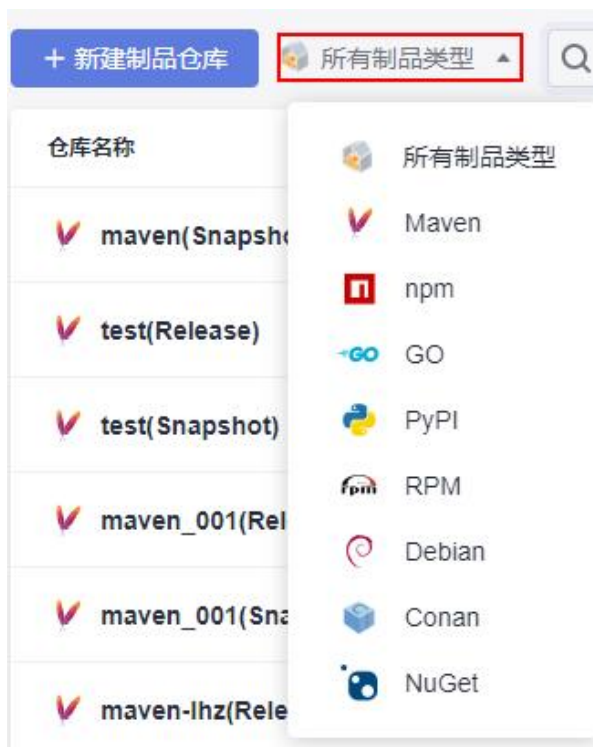 + 新建制品仓库
所有制品类型
仓库名称
maven(Snapsh
test(Release)
test(Snapshot)
maven_001(Rel
maven_001(Sna
maven-lhz(Rele
所有制品类型
Maven
npm
GO
GO
PyPI
rpm
RPM
Debian
Conan
NuGet